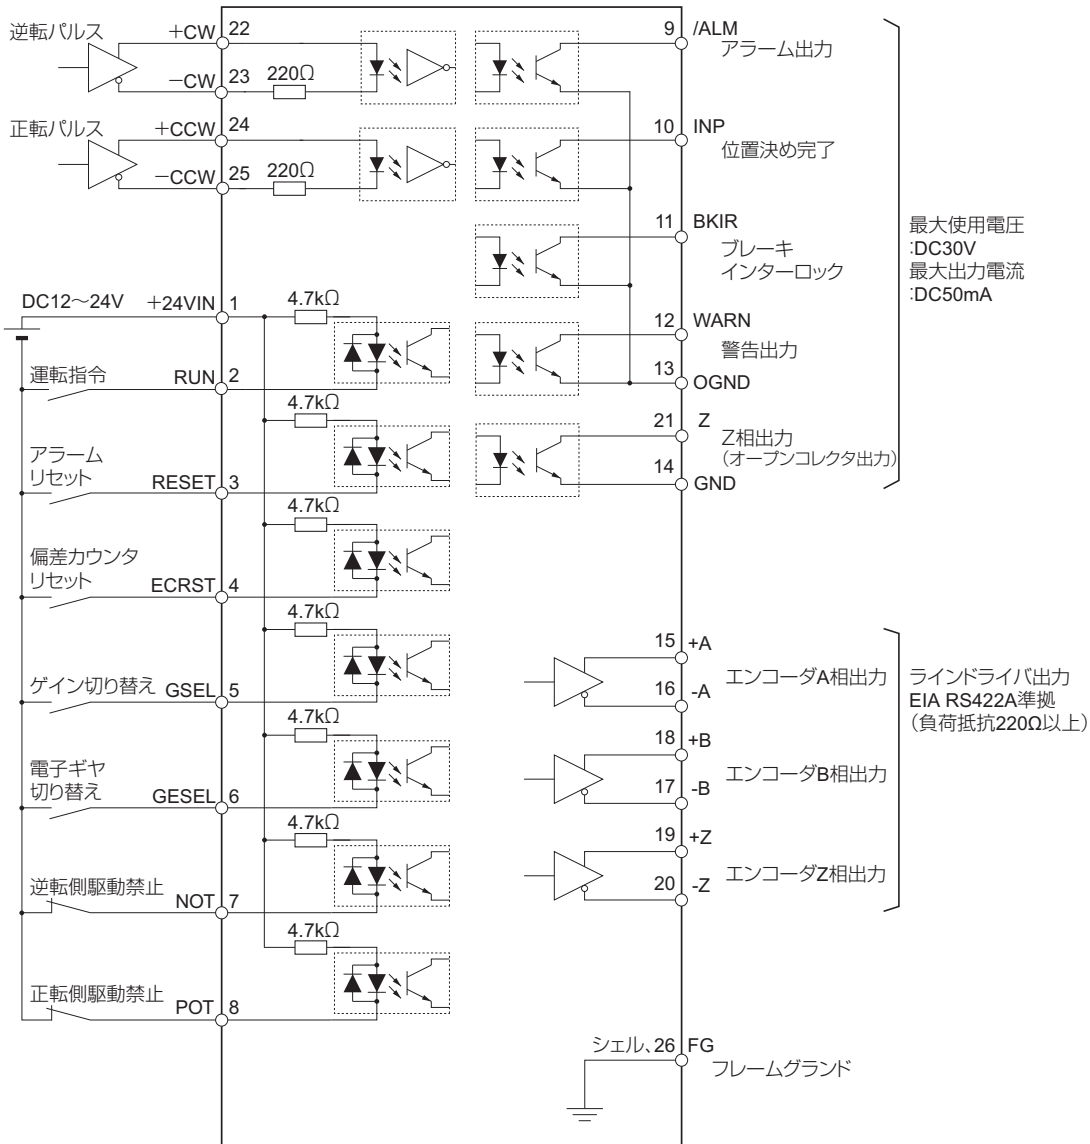 逆転パルス
+CW 22
−CW 23 220Ω
正転パルス
+CCW 24
−CCW 25 220Ω
DC12～24V +24VIN 1 4.7kΩ
運転指令 RUN 2
4.7kΩ
アラーム
リセット RESET 3
4.7kΩ
偏差カウンタ
リセット ECRST 4
4.7kΩ
ゲイン切り替え GSEL 5
4.7kΩ
電子ギヤ
切り替え GESEL 6
4.7kΩ
逆転側駆動禁止 NOT 7
4.7kΩ
正転側駆動禁止 POT 8
9 /ALM
アラーム出力
10 INP
位置決め完了
11 BKIR
ブレーキ
インターロック
12 WARN
警告出力
13 OGND
21 Z
Z相出力
（オープンコレクタ出力）
14 GND
最大使用電圧
:DC30V
最大出力電流
:DC50mA
15 +A
エンコーダA相出力
16 -A
18 +B
エンコーダB相出力
17 -B
19 +Z
エンコーダZ相出力
20 -Z
ラインドライバ出力
EIA RS422A準拠
（負荷抵抗220Ω以上）
シェル、26 FG
フレームグランド